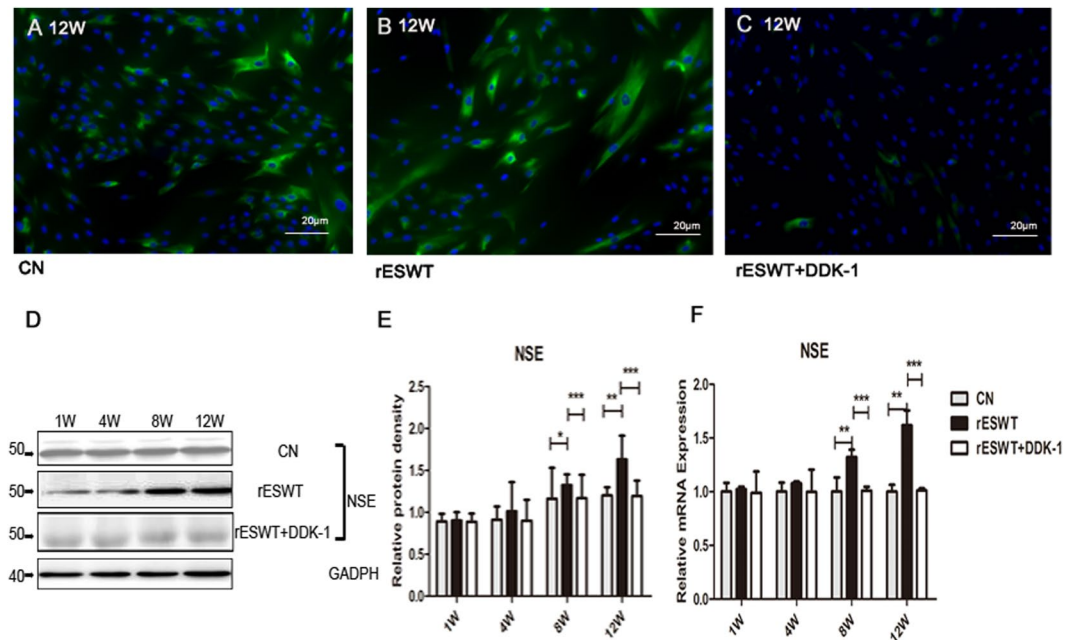 A 12W
20µm
CN
B 12W
20µm
rESWT
C 12W
20µm
rESWT+DDK-1
D
1W 4W 8W 12W
50
CN
50
rESWT
50
rESWT+DDK-1
NSE
40
GADPH
E
NSE
Relative protein density
2.5
2.0
1.5
1.0
0.5
0.0
*
***
**
***
1W 4W 8W 12W
F
NSE
Relative mRNA Expression
2.0
1.5
1.0
0.5
0.0
**
***
**
***
1W 4W 8W 12W
CN
rESWT
rESWT+DDK-1